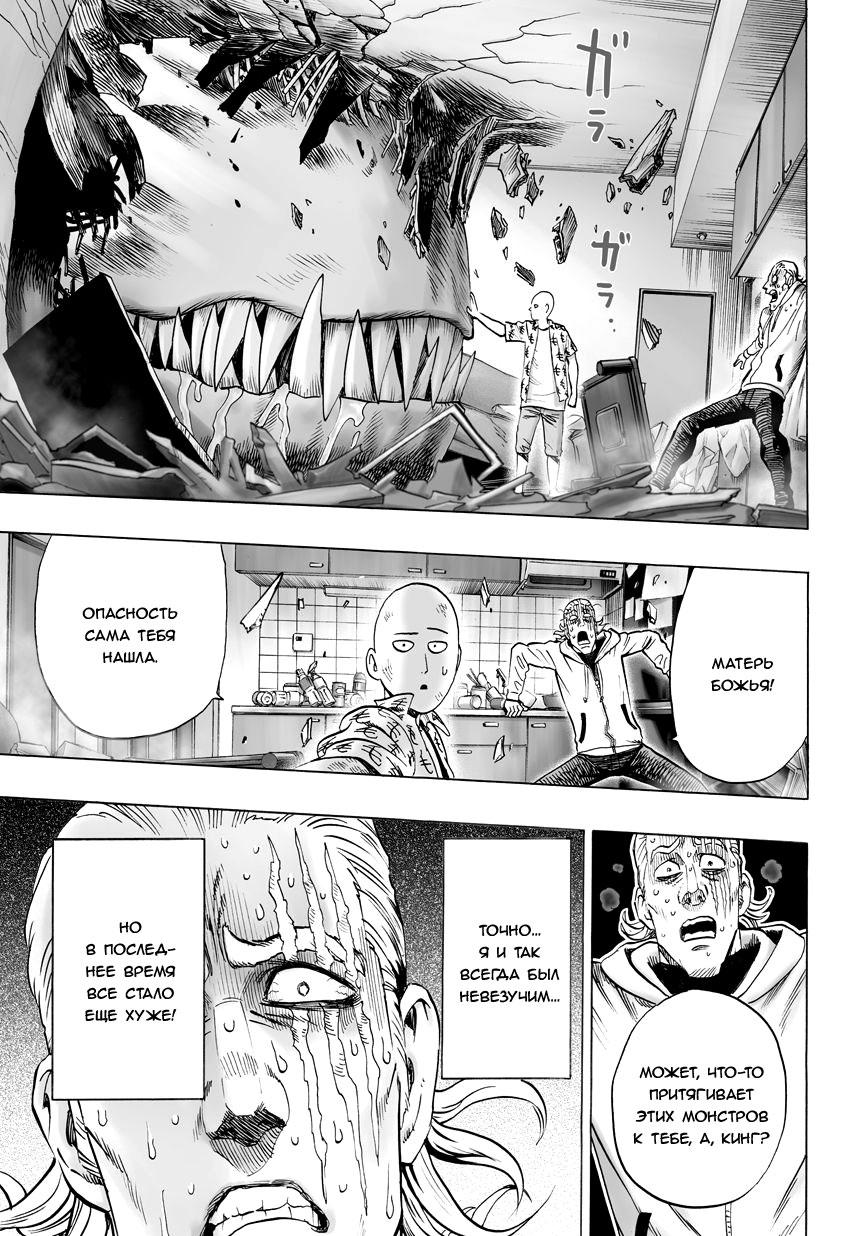 ガ
ラ
ガ
ラ
МАТЕРЬ
БОЖЬЯ!
ОПАСНОСТЬ
САМА ТЕБЯ
НАШЛА.
МОЖЕТ, ЧТО-ТО
ПРИТЯГИВАЕТ
ЭТИХ МОНСТРОВ
К ТЕБЕ, А, КИНГ?
ТОЧНО...
Я И ТАК
ВСЕГДА БЫЛ
НЕВЕЗУЧИМ...
НО
В ПОСЛЕД-
НЕЕ ВРЕМЯ
ВСЕ СТАЛО
ЕЩЕ ХУЖЕ!